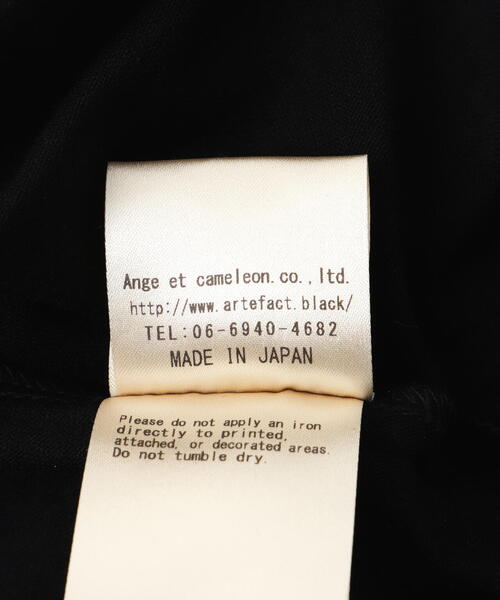 Ange et cameleon.co.,ltd.
http://www.artefact.black/
TEL:06-6940-4682
MADE IN JAPAN
Please do not apply an iron
directly to printed,
attached, or decorated areas.
Do not tumble dry.